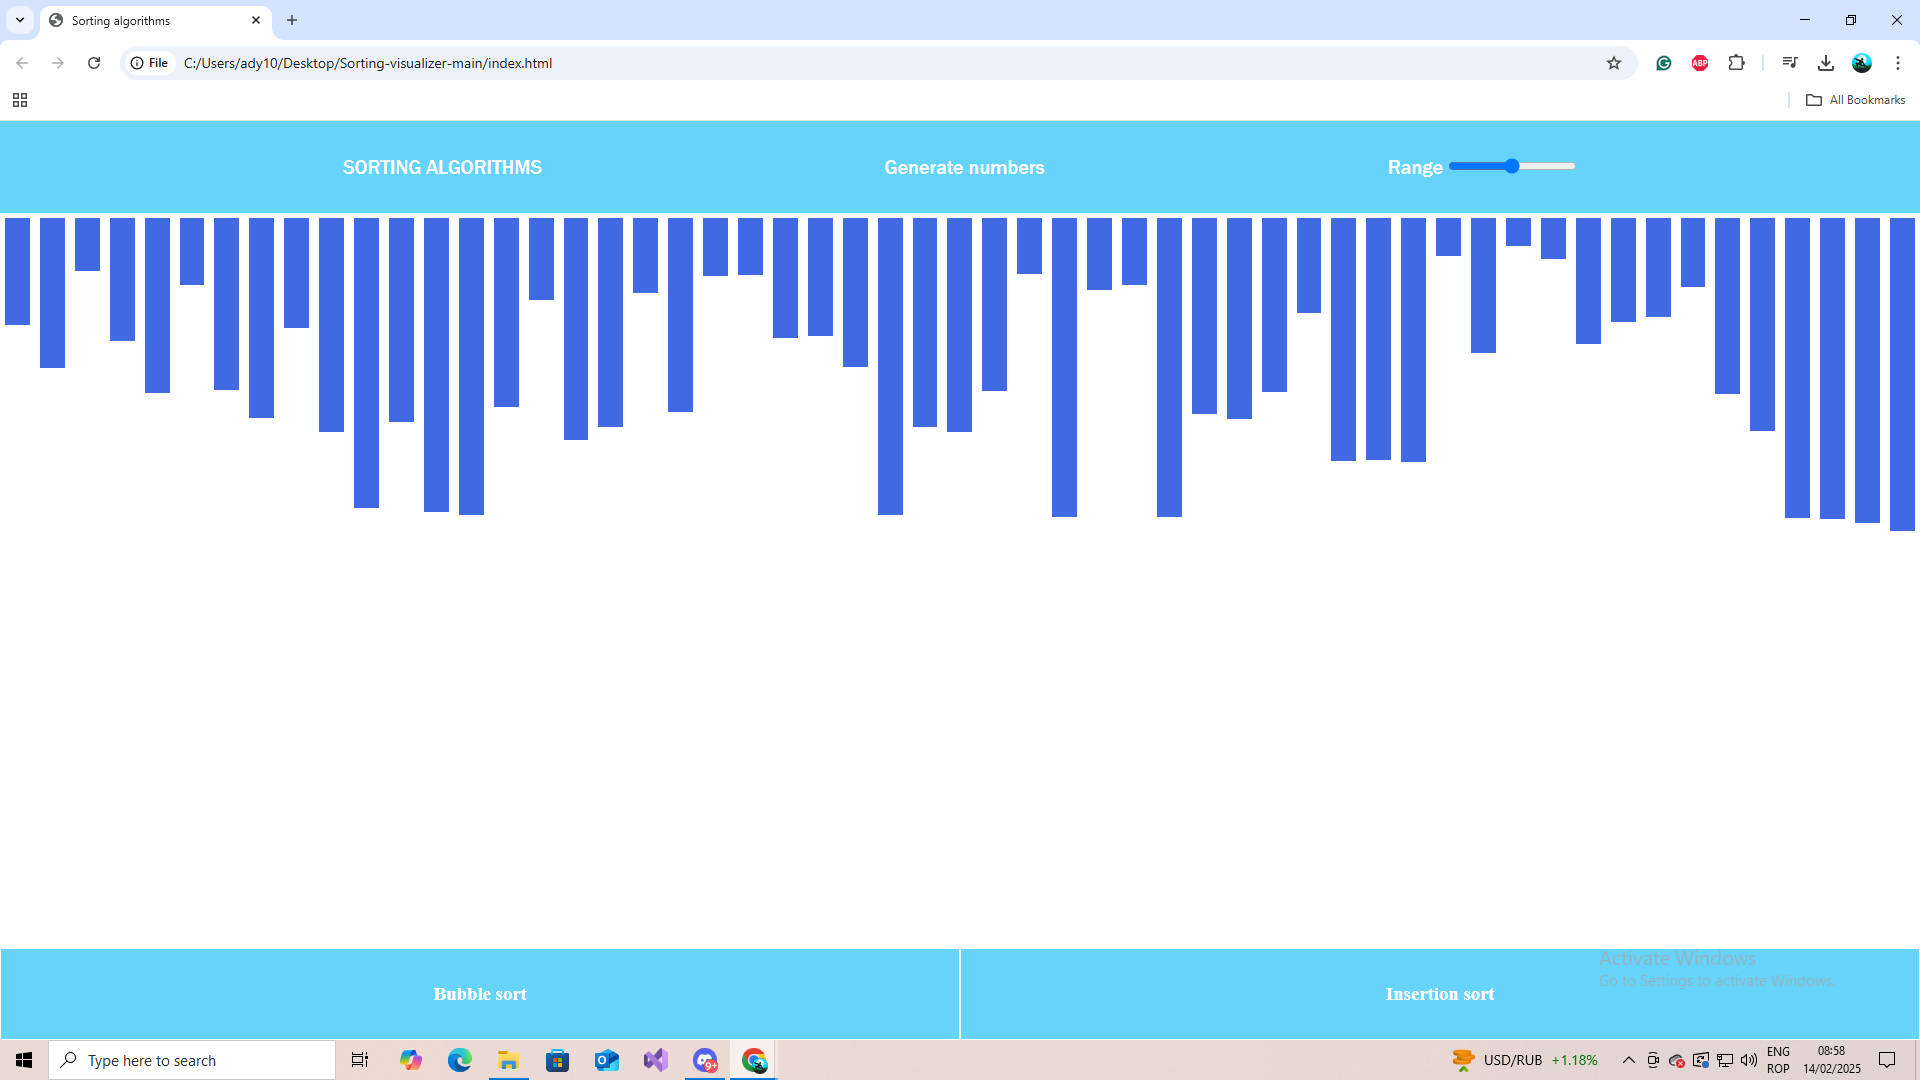 Sorting algorithms
File
C:/Users/ady10/Desktop/Sorting-visualizer-main/index.html
ABP
All Bookmarks
SORTING ALGORITHMS
Generate numbers
Range
Bubble sort
Insertion sort
Activate Windows
Go to Settings to activate Windows.
Type here to search
9+
USD/RUB +1.18%
ENG
ROP
08:58
14/02/2025